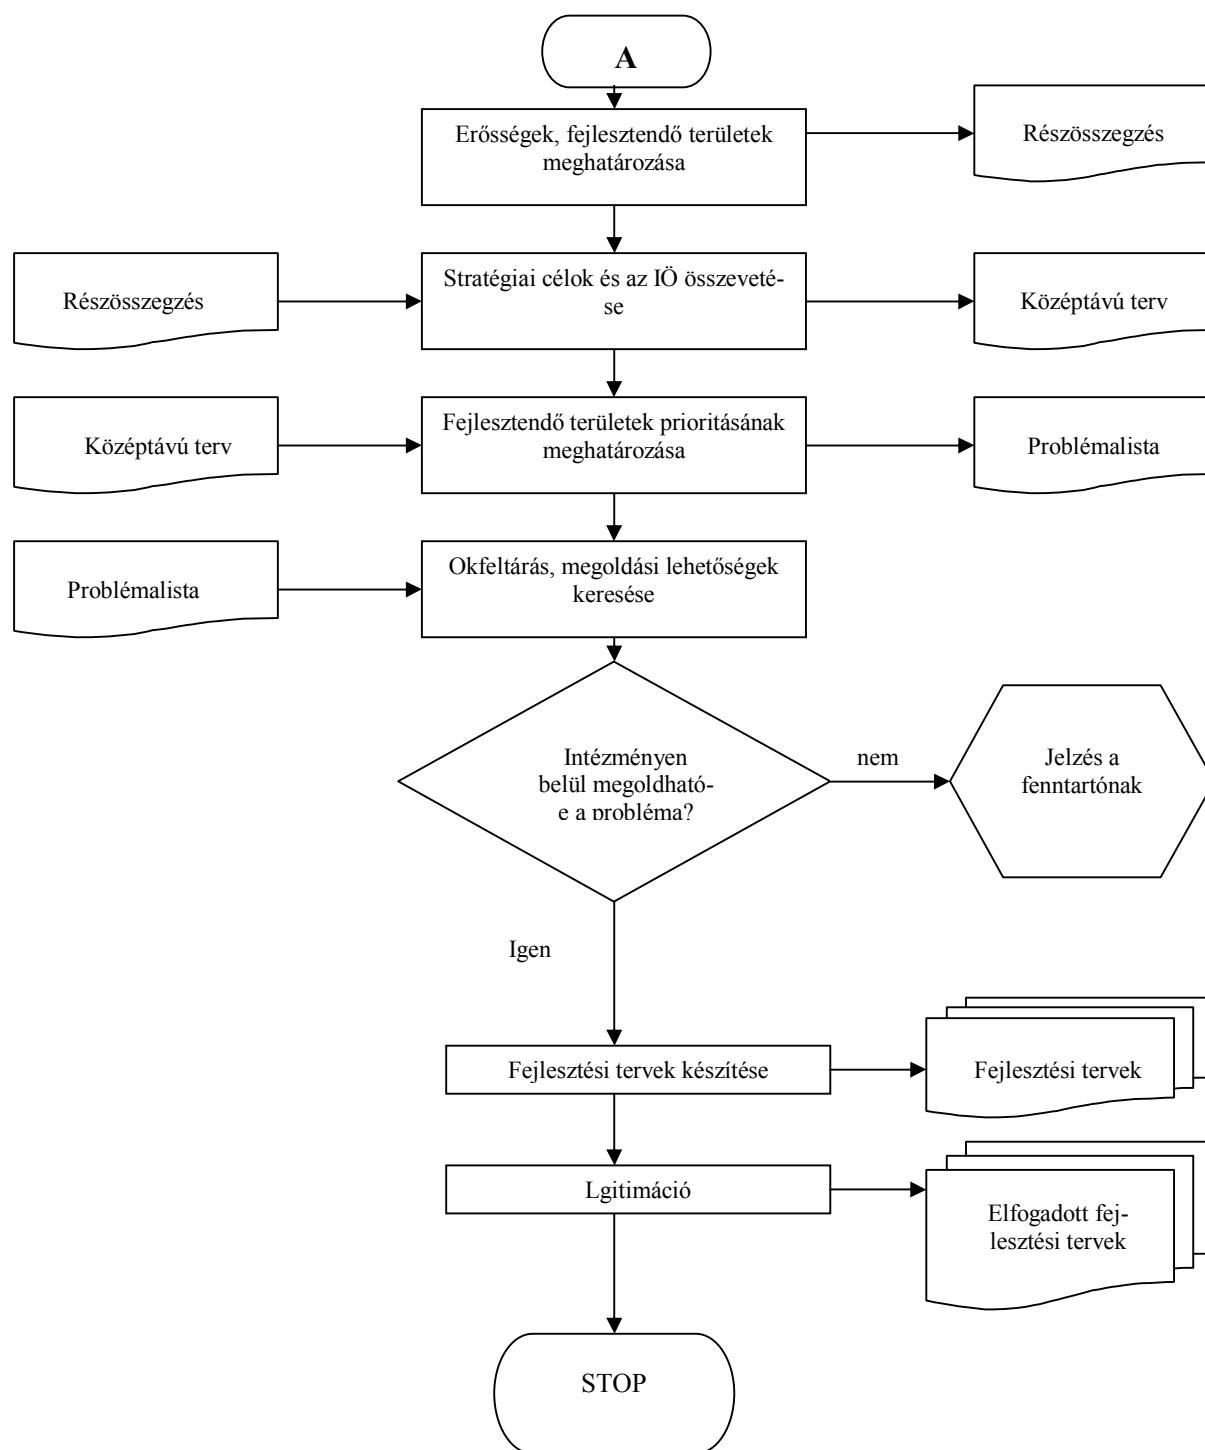 A
Erősségek, fejlesztendő területek
meghatározása
Részösszegzés
Részösszegzés
Stratégiai célok és az IÖ összeveté-
se
Középtávú terv
Középtávú terv
Fejlesztendő területek prioritásának
meghatározása
Problémalista
Problémalista
Okfeltárás, megoldási lehetőségek
keresése
Intézményen
belül megoldható-
e a probléma?
nem
Jelzés a
fenntartónak
Igen
Fejlesztési tervek készítése
Fejlesztési tervek
Lgitimáció
Elfogadott fej-
lesztési tervek
STOP